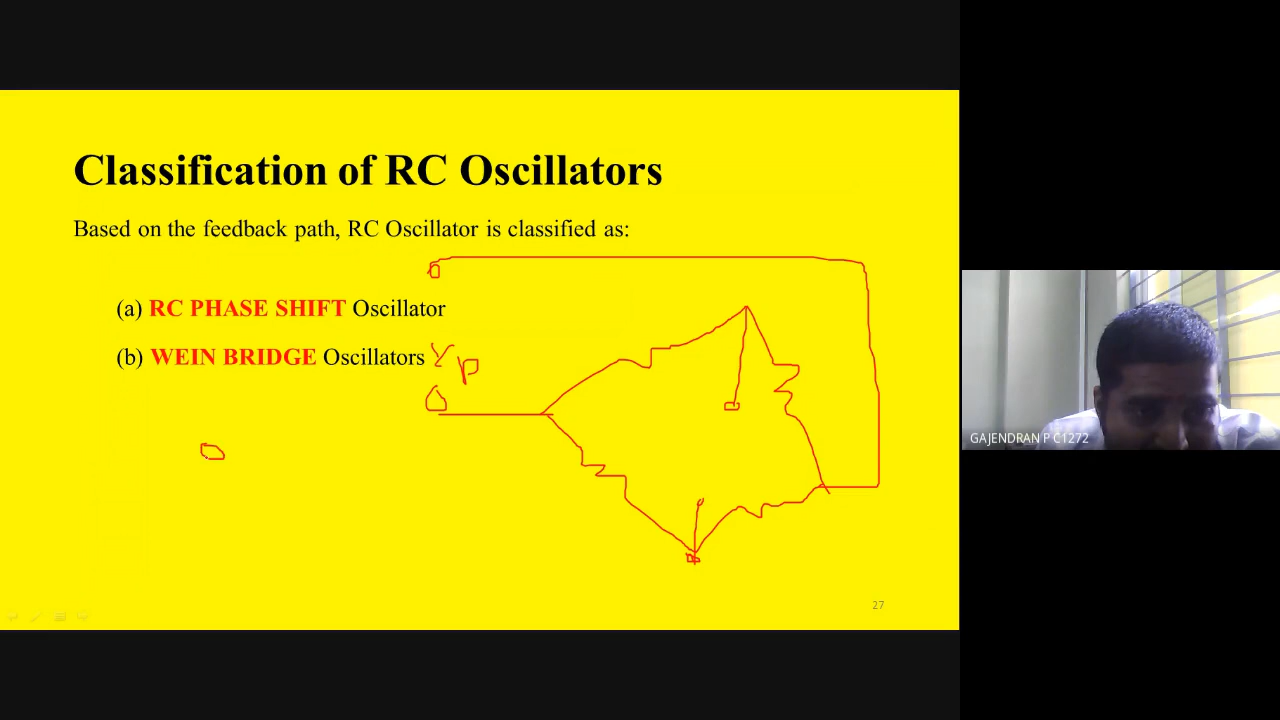 Classification of RC Oscillators
Based on the feedback path, RC Oscillator is classified as:
(a) RC PHASE SHIFT Oscillator
(b) WEIN BRIDGE Oscillators
GAJENDRAN P C1272
27